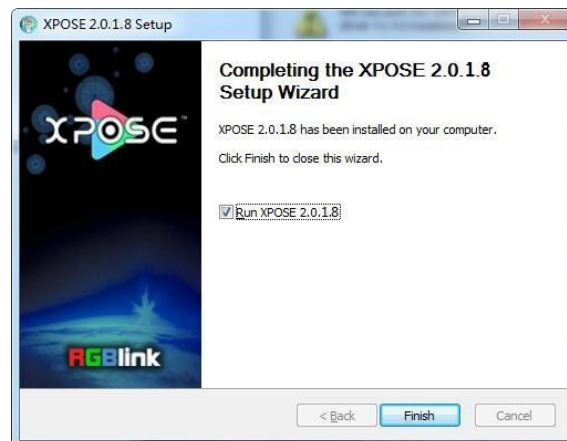 XPOSE 2.0.1.8 Setup
XPOSE™
RGBlink
Completing the XPOSE 2.0.1.8
Setup Wizard
XPOSE 2.0.1.8 has been installed on your computer.
Click Finish to close this wizard.
Run XPOSE 2.0.1.8
< Back
Finish
Cancel